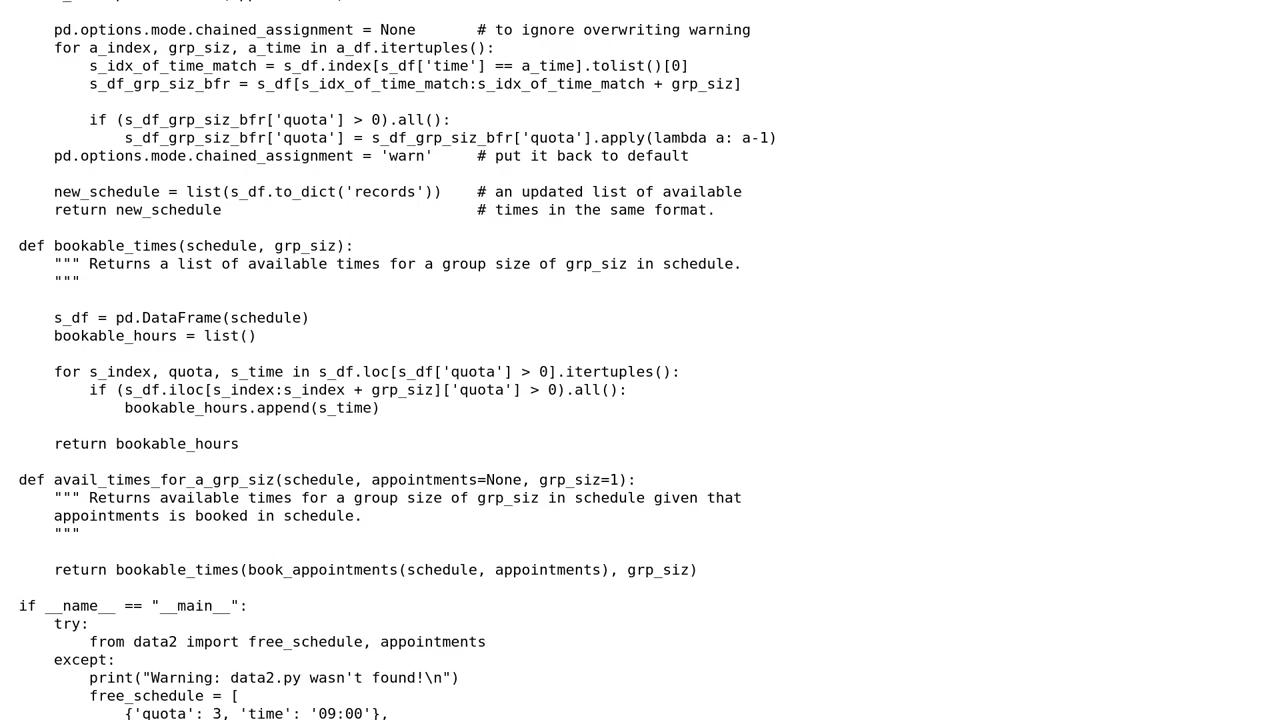 pd.options.mode.chained_assignment = None       # to ignore overwriting warning
    for a_index, grp_siz, a_time in a_df.itertuples():
        s_idx_of_time_match = s_df.index[s_df['time'] == a_time].tolist()[0]
        s_df_grp_siz_bfr = s_df[s_idx_of_time_match:s_idx_of_time_match + grp_siz]

        if (s_df_grp_siz_bfr['quota'] > 0).all():
            s_df_grp_siz_bfr['quota'] = s_df_grp_siz_bfr['quota'].apply(lambda a: a-1)
    pd.options.mode.chained_assignment = 'warn'     # put it back to default

    new_schedule = list(s_df.to_dict('records'))    # an updated list of available
    return new_schedule                             # times in the same format.

def bookable_times(schedule, grp_siz):
    """ Returns a list of available times for a group size of grp_siz in schedule.
    """

    s_df = pd.DataFrame(schedule)
    bookable_hours = list()

    for s_index, quota, s_time in s_df.loc[s_df['quota'] > 0].itertuples():
        if (s_df.iloc[s_index:s_index + grp_siz]['quota'] > 0).all():
            bookable_hours.append(s_time)

    return bookable_hours

def avail_times_for_a_grp_siz(schedule, appointments=None, grp_siz=1):
    """ Returns available times for a group size of grp_siz in schedule given that
    appointments is booked in schedule.
    """

    return bookable_times(book_appointments(schedule, appointments), grp_siz)

if __name__ == "__main__":
    try:
        from data2 import free_schedule, appointments
    except:
        print("Warning: data2.py wasn't found!\n")
        free_schedule = [
            {'quota': 3, 'time': '09:00'},